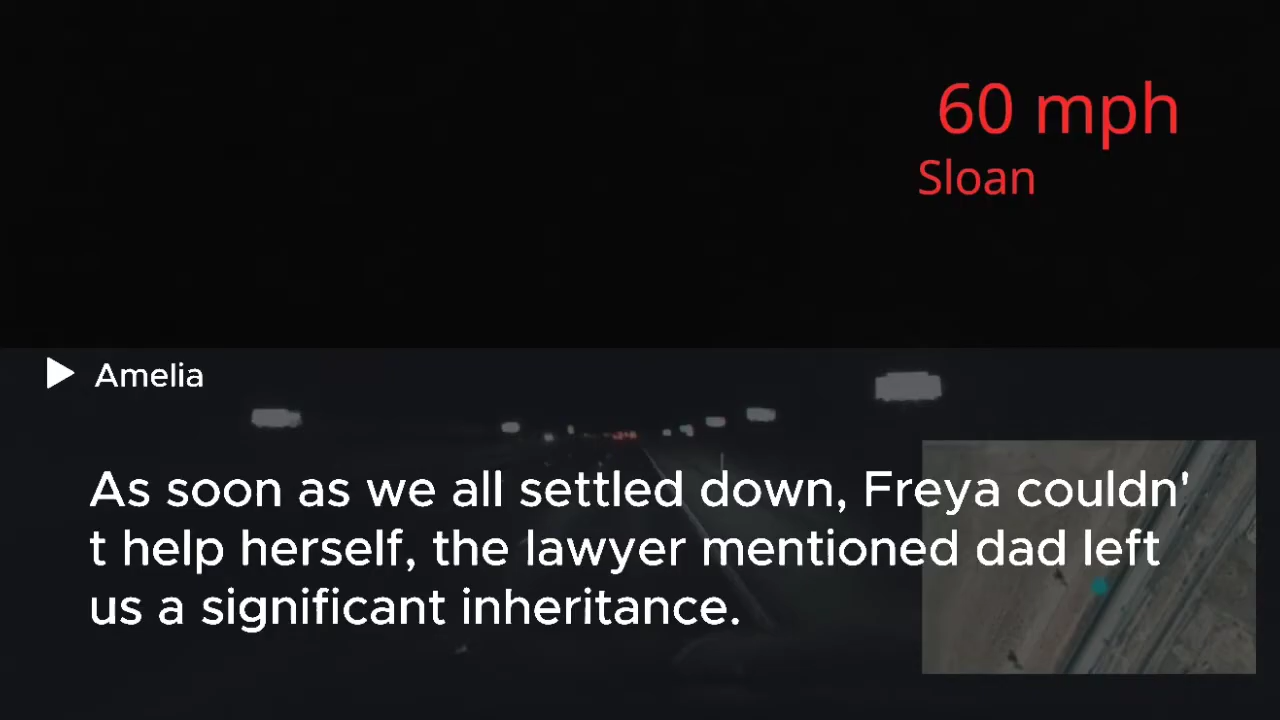 60 mph
Sloan
Amelia
As soon as we all settled down, Freya couldn'
t help herself, the lawyer mentioned dad left
us a significant inheritance.